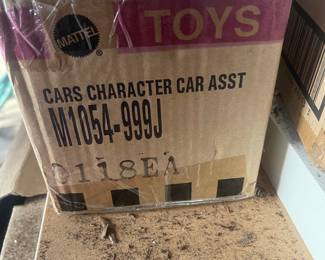 MATTEL
®
TOYS
CARS CHARACTER CAR ASST
M1054-999J
D118EA